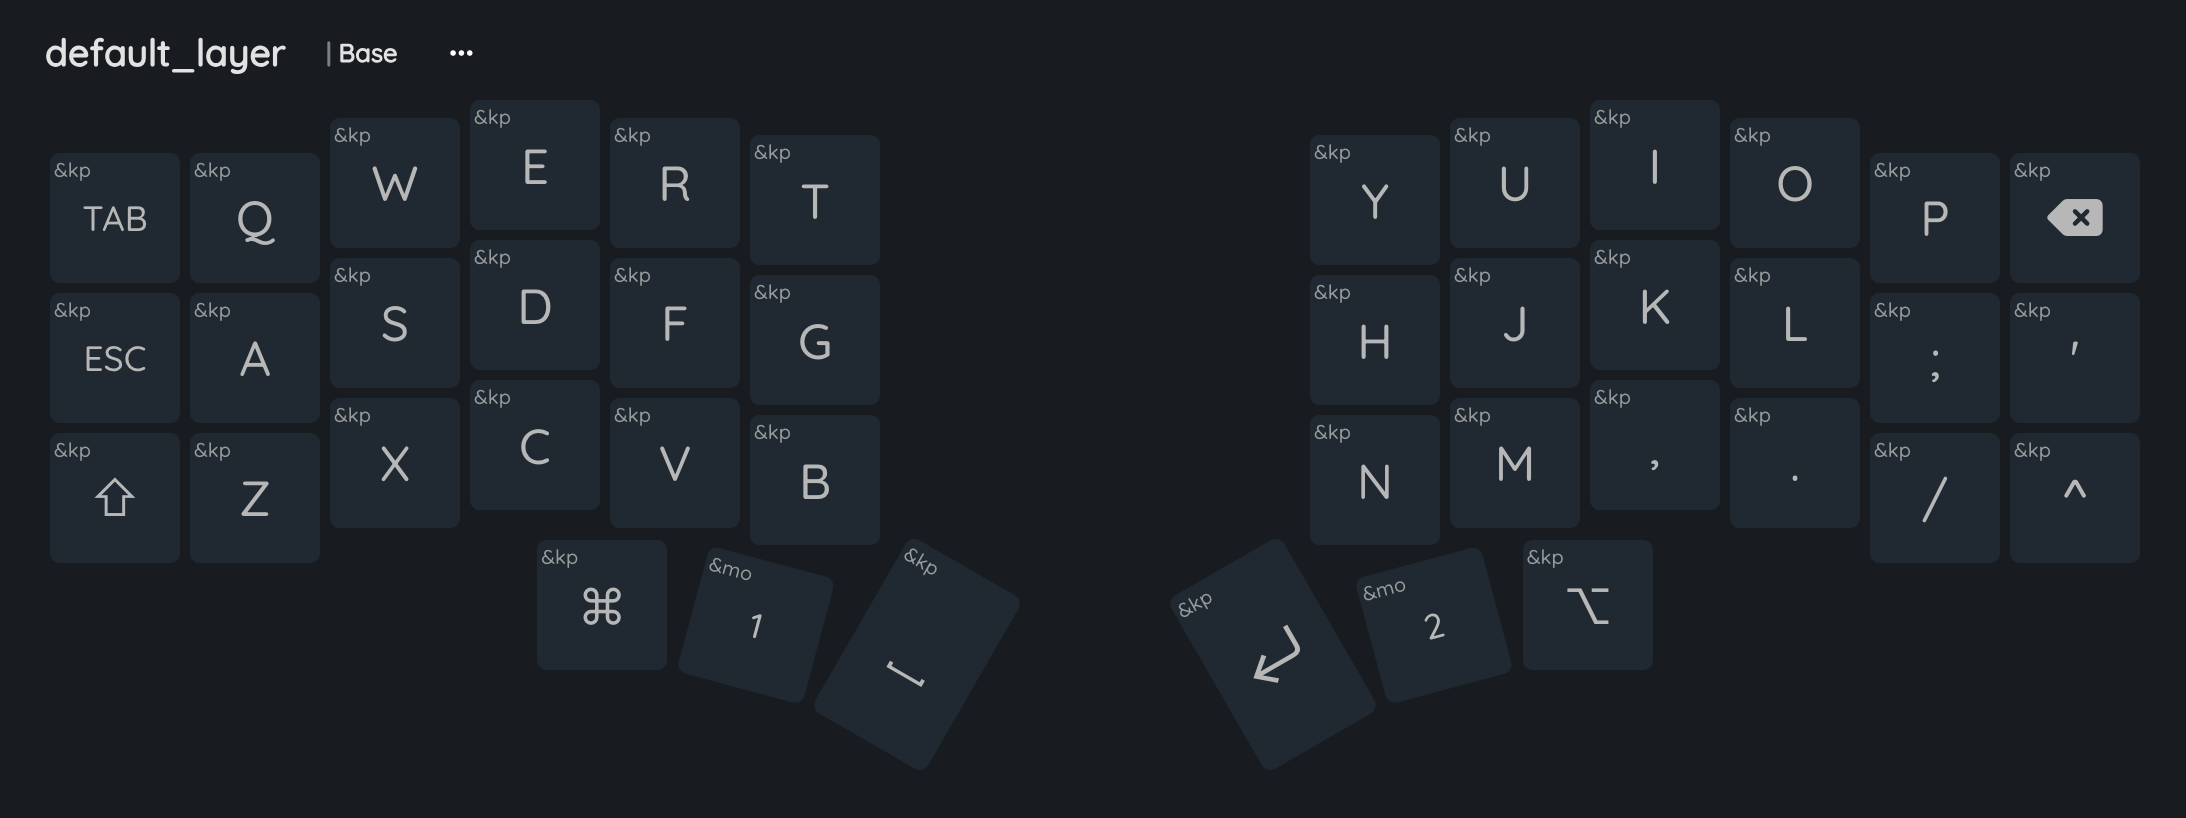 default_layer | Base •••
&kp TAB &kp Q &kp W &kp E &kp R &kp T &kp Y &kp U &kp I &kp O &kp P &kp ⌫
&kp ESC &kp A &kp S &kp D &kp F &kp G &kp H &kp J &kp K &kp L &kp ; &kp '
&kp ⇧ &kp Z &kp X &kp C &kp V &kp B &kp N &kp M &kp , &kp . &kp / &kp ^
&kp ⌘ &mo 1 &kp ⎵ &kp ↵ &mo 2 &kp ⌥